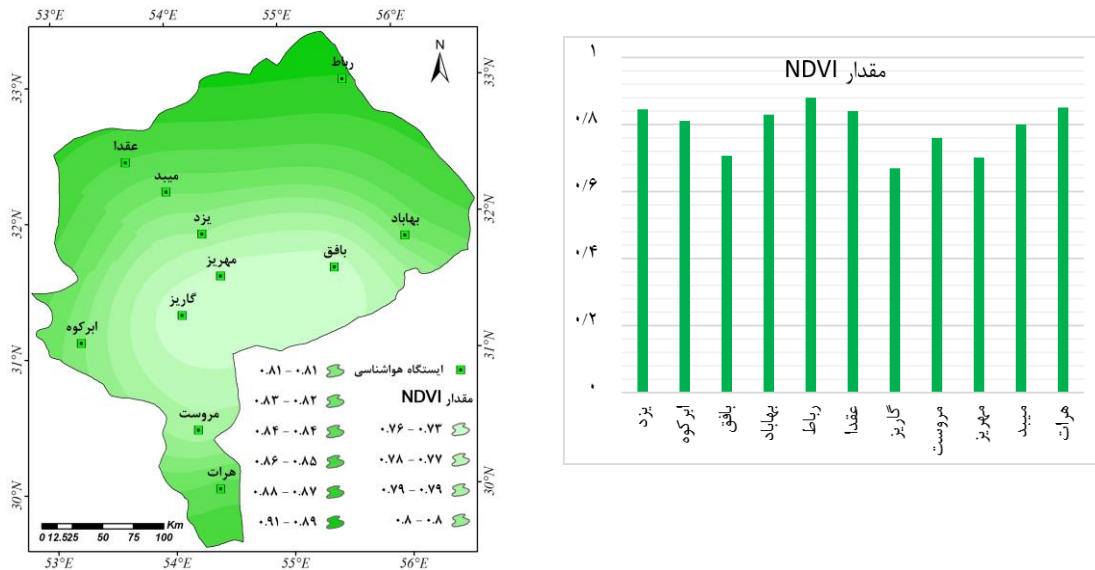 53°E
54°E
55°E
56°E
33°N
32°N
31°N
30°N
N
رباط
عقدا
میبد
یزد
بهاباد
بافق
مهریز
گاریز
ابرکوه
مروست
هرات
ایستگاه هواشناسی
مقدار NDVI
۰.۷۶ – ۰.۷۳
۰.۷۸ – ۰.۷۷
۰.۷۹ – ۰.۷۹
۰.۸ – ۰.۸
۰.۸۱ – ۰.۸۱
۰.۸۳ – ۰.۸۲
۰.۸۴ – ۰.۸۴
۰.۸۶ – ۰.۸۵
۰.۸۸ – ۰.۸۷
۰.۹۱ – ۰.۸۹
0 12.525 50 75 100 Km
33°N
32°N
31°N
30°N
53°E
54°E
55°E
56°E
مقدار NDVI
۱
۰/۸
۰/۶
۰/۴
۰/۲
۰
یزد
ابرکوه
بافق
بهاباد
رباط
عقدا
گاریز
مروست
مهریز
میبد
هرات